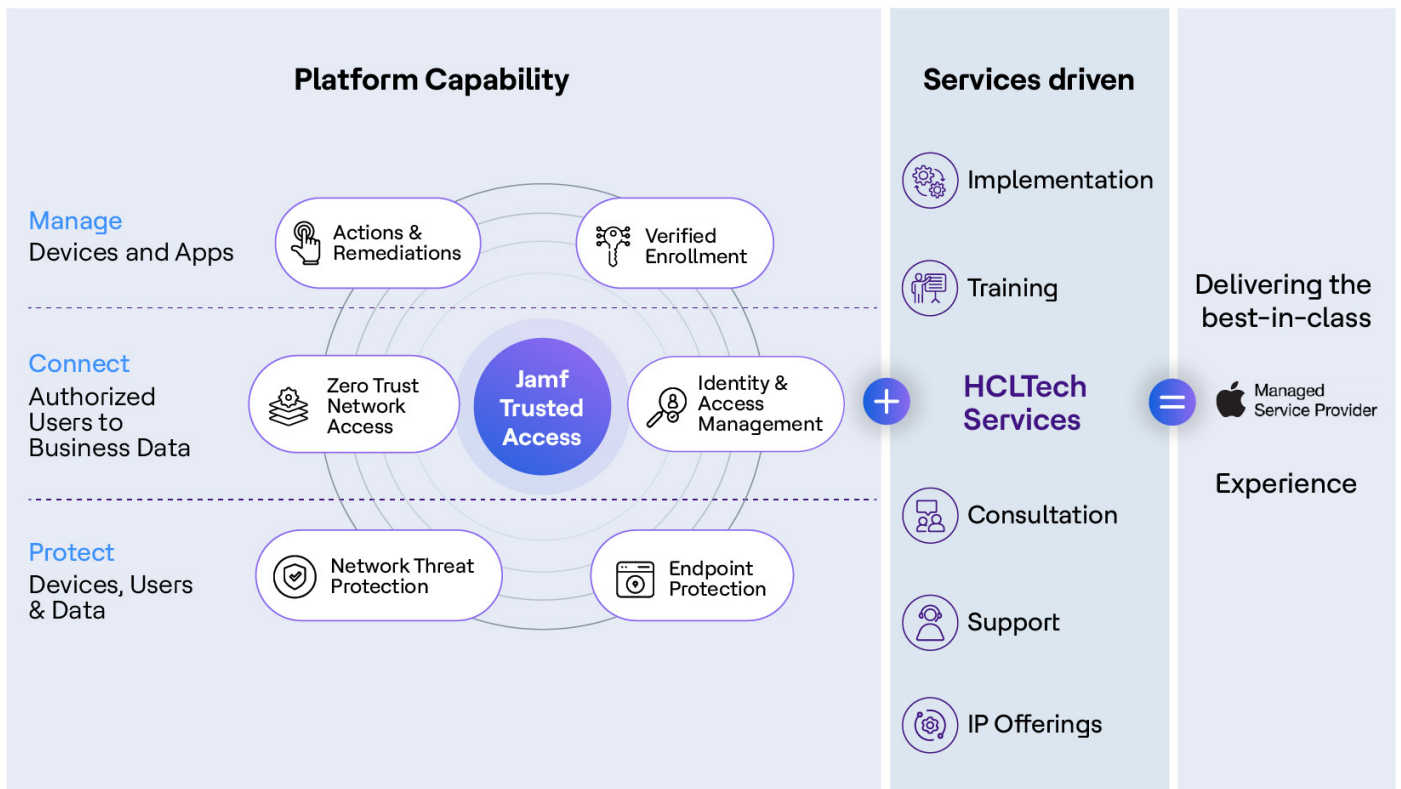 Platform Capability
Manage
Devices and Apps
Actions &
Remediations
Verified
Enrollment
Connect
Authorized
Users to
Business Data
Zero Trust
Network
Access
Jamf
Trusted
Access
Identity &
Access
Management
Protect
Devices, Users
& Data
Network Threat
Protection
Endpoint
Protection
+
Services driven
Implementation
Training
HCLTech
Services
Consultation
Support
IP Offerings
=
Delivering the
best-in-class
Managed
Service Provider
Experience